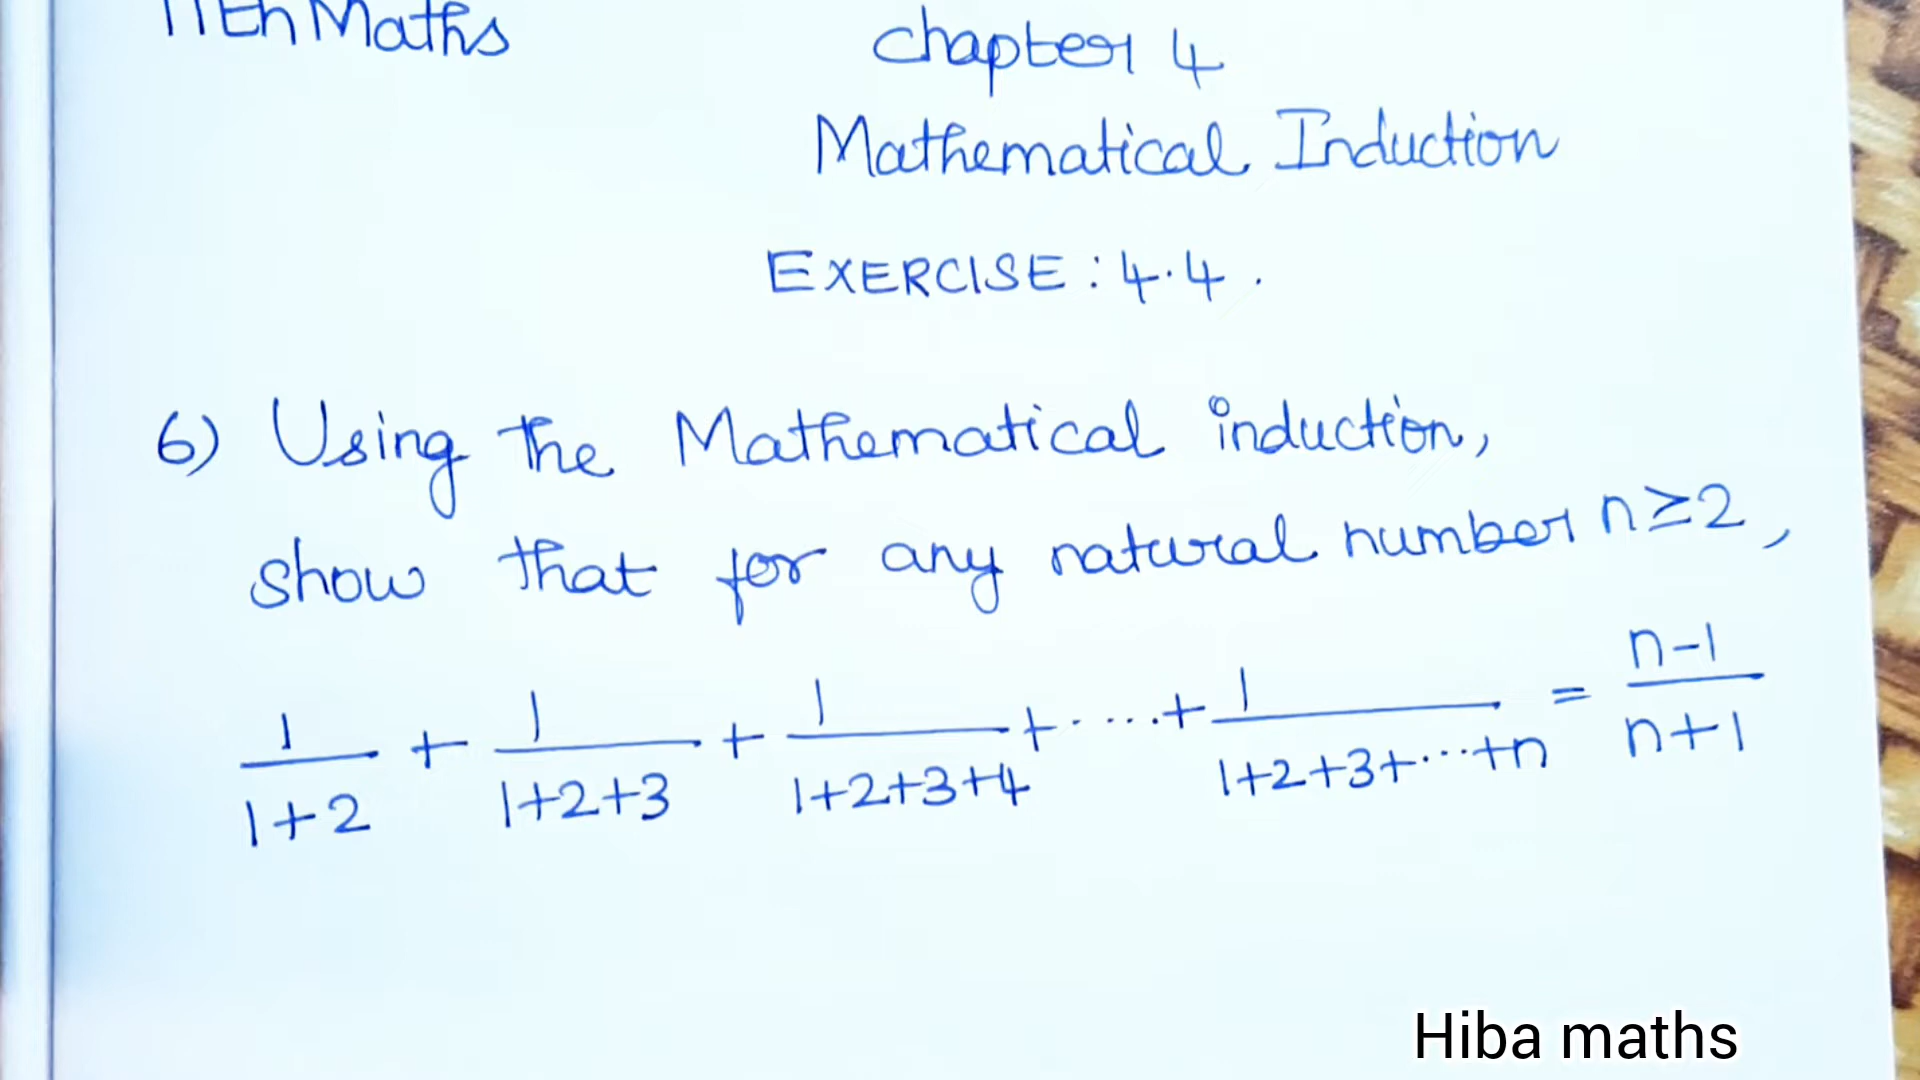 11th Maths
Chapter 4
Mathematical Induction
EXERCISE : 4.4 .
6) Using the Mathematical induction,
show that for any natural number n≥2,
1/(1+2) + 1/(1+2+3) + 1/(1+2+3+4) + ..... + 1/(1+2+3+...+n) = (n-1)/(n+1)
Hiba maths